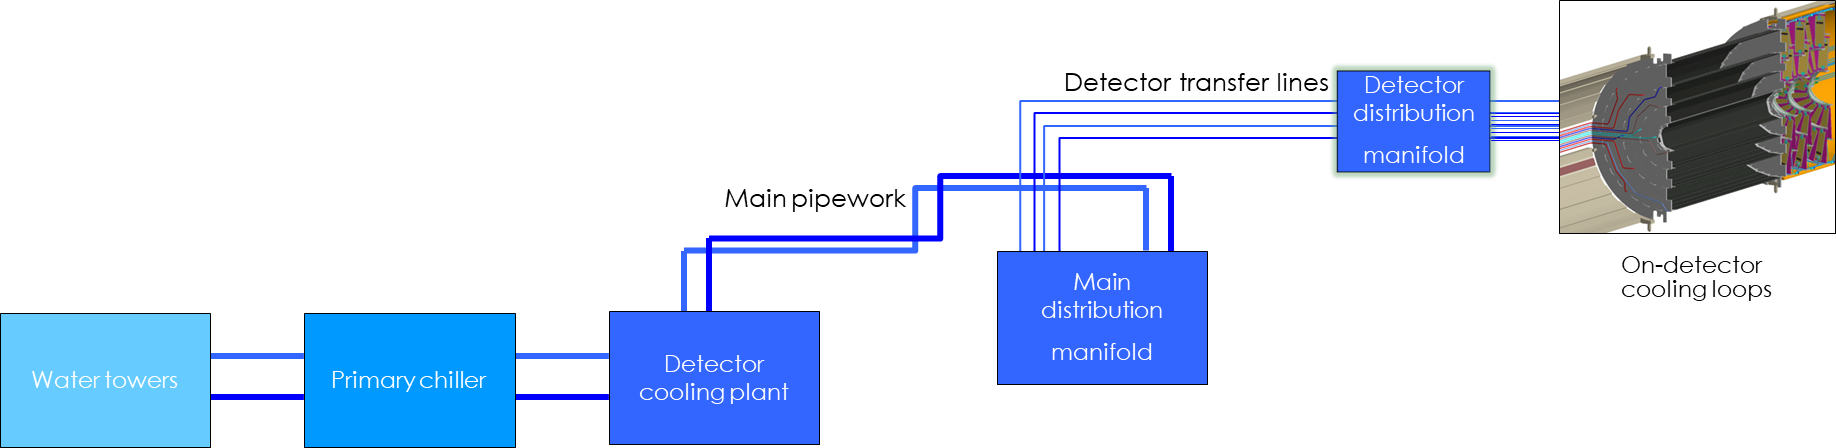 Detector transfer lines
Detector
distribution
manifold
Main pipework
On-detector
cooling loops
Main
distribution
manifold
Water towers
Primary chiller
Detector
cooling plant